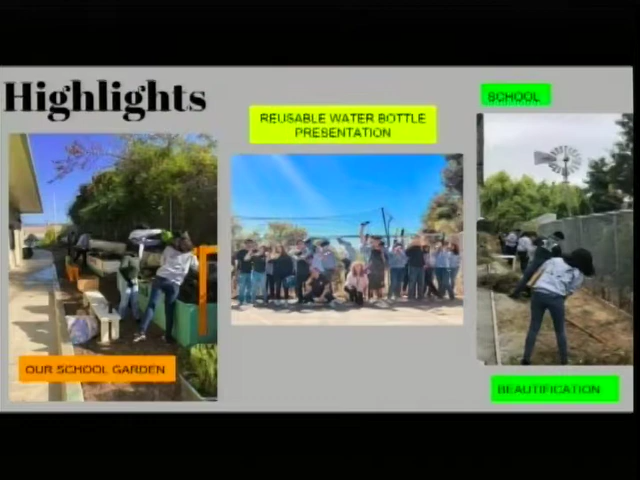 Highlights
REUSABLE WATER BOTTLE
PRESENTATION
SCHOOL
OUR SCHOOL GARDEN
BEAUTIFICATION